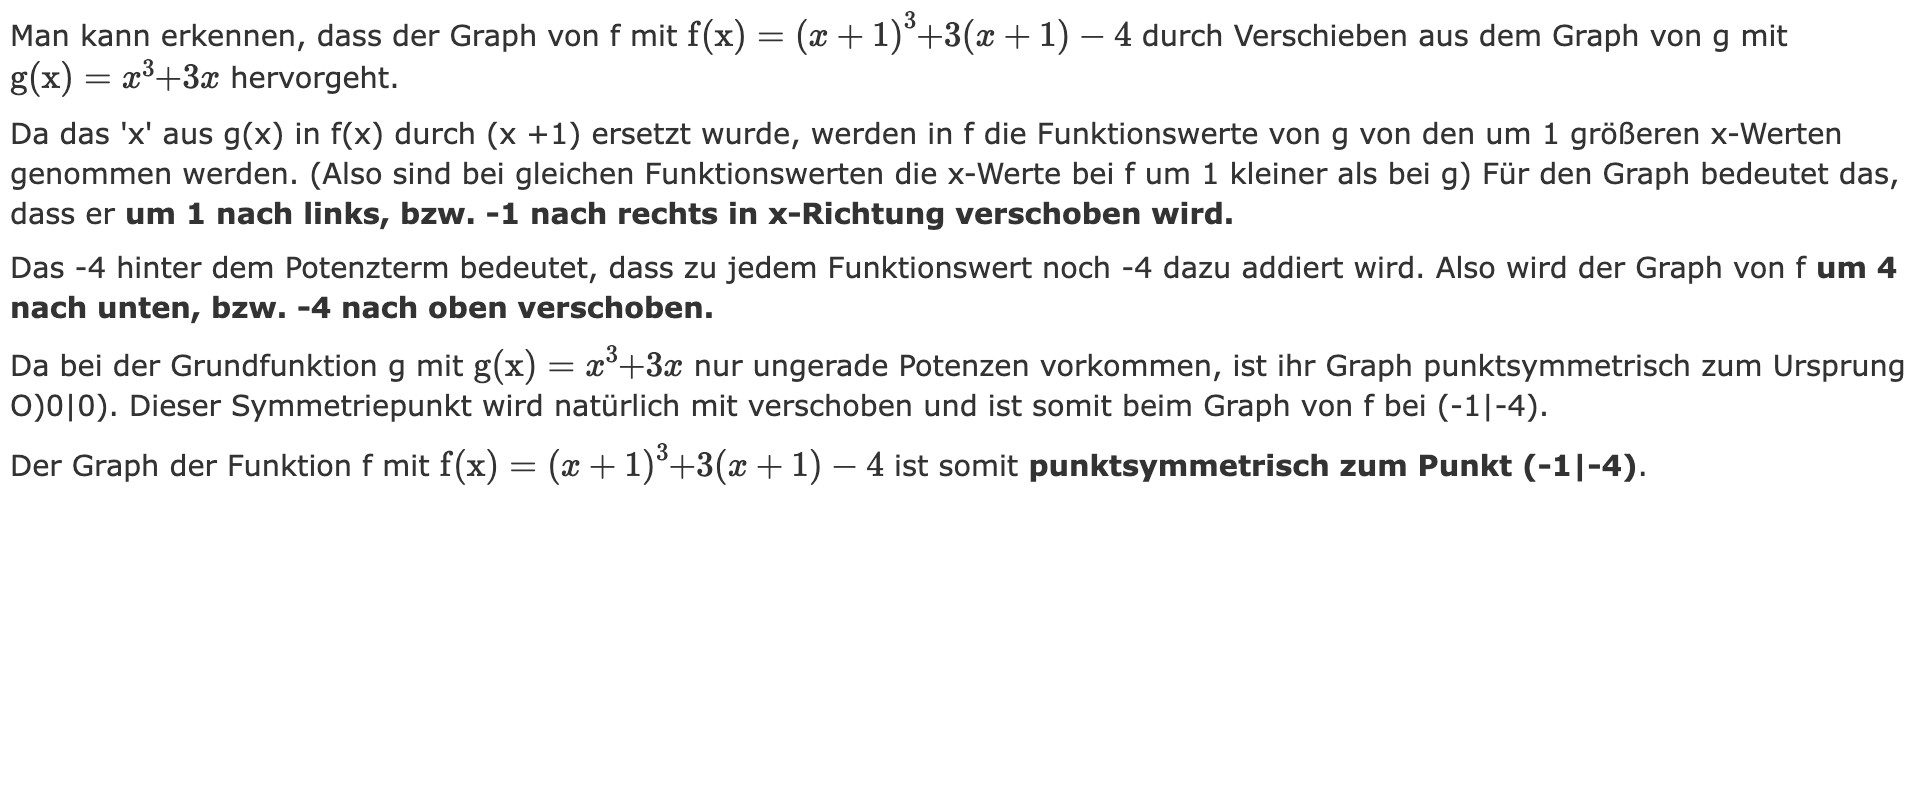 Man kann erkennen, dass der Graph von f mit f(x) = (x + 1)³+3(x + 1) − 4 durch Verschieben aus dem Graph von g mit
g(x) = x³+3x hervorgeht.
Da das 'x' aus g(x) in f(x) durch (x +1) ersetzt wurde, werden in f die Funktionswerte von g von den um 1 größeren x-Werten
genommen werden. (Also sind bei gleichen Funktionswerten die x-Werte bei f um 1 kleiner als bei g) Für den Graph bedeutet das,
dass er um 1 nach links, bzw. -1 nach rechts in x-Richtung verschoben wird.
Das -4 hinter dem Potenzterm bedeutet, dass zu jedem Funktionswert noch -4 dazu addiert wird. Also wird der Graph von f um 4
nach unten, bzw. -4 nach oben verschoben.
Da bei der Grundfunktion g mit g(x) = x³+3x nur ungerade Potenzen vorkommen, ist ihr Graph punktsymmetrisch zum Ursprung
O)0|0). Dieser Symmetriepunkt wird natürlich mit verschoben und ist somit beim Graph von f bei (-1|-4).
Der Graph der Funktion f mit f(x) = (x + 1)³+3(x + 1) − 4 ist somit punktsymmetrisch zum Punkt (-1|-4).